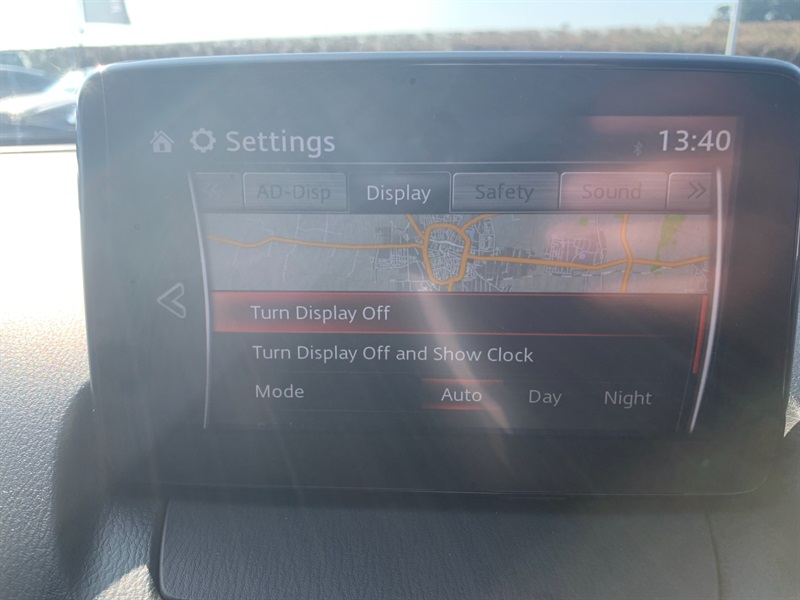 Settings 13:40
AD-Disp Display Safety Sound
Turn Display Off
Turn Display Off and Show Clock
Mode Auto Day Night